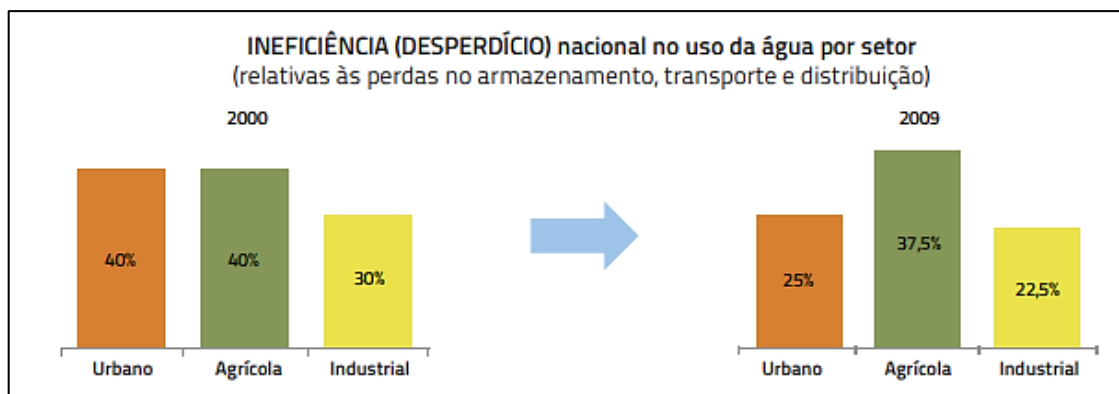 INEFICIÊNCIA (DESPERDÍCIO) nacional no uso da água por setor
(relativas às perdas no armazenamento, transporte e distribuição)
2000
40%
40%
30%
Urbano
Agrícola
Industrial
2009
25%
37,5%
22,5%
Urbano
Agrícola
Industrial